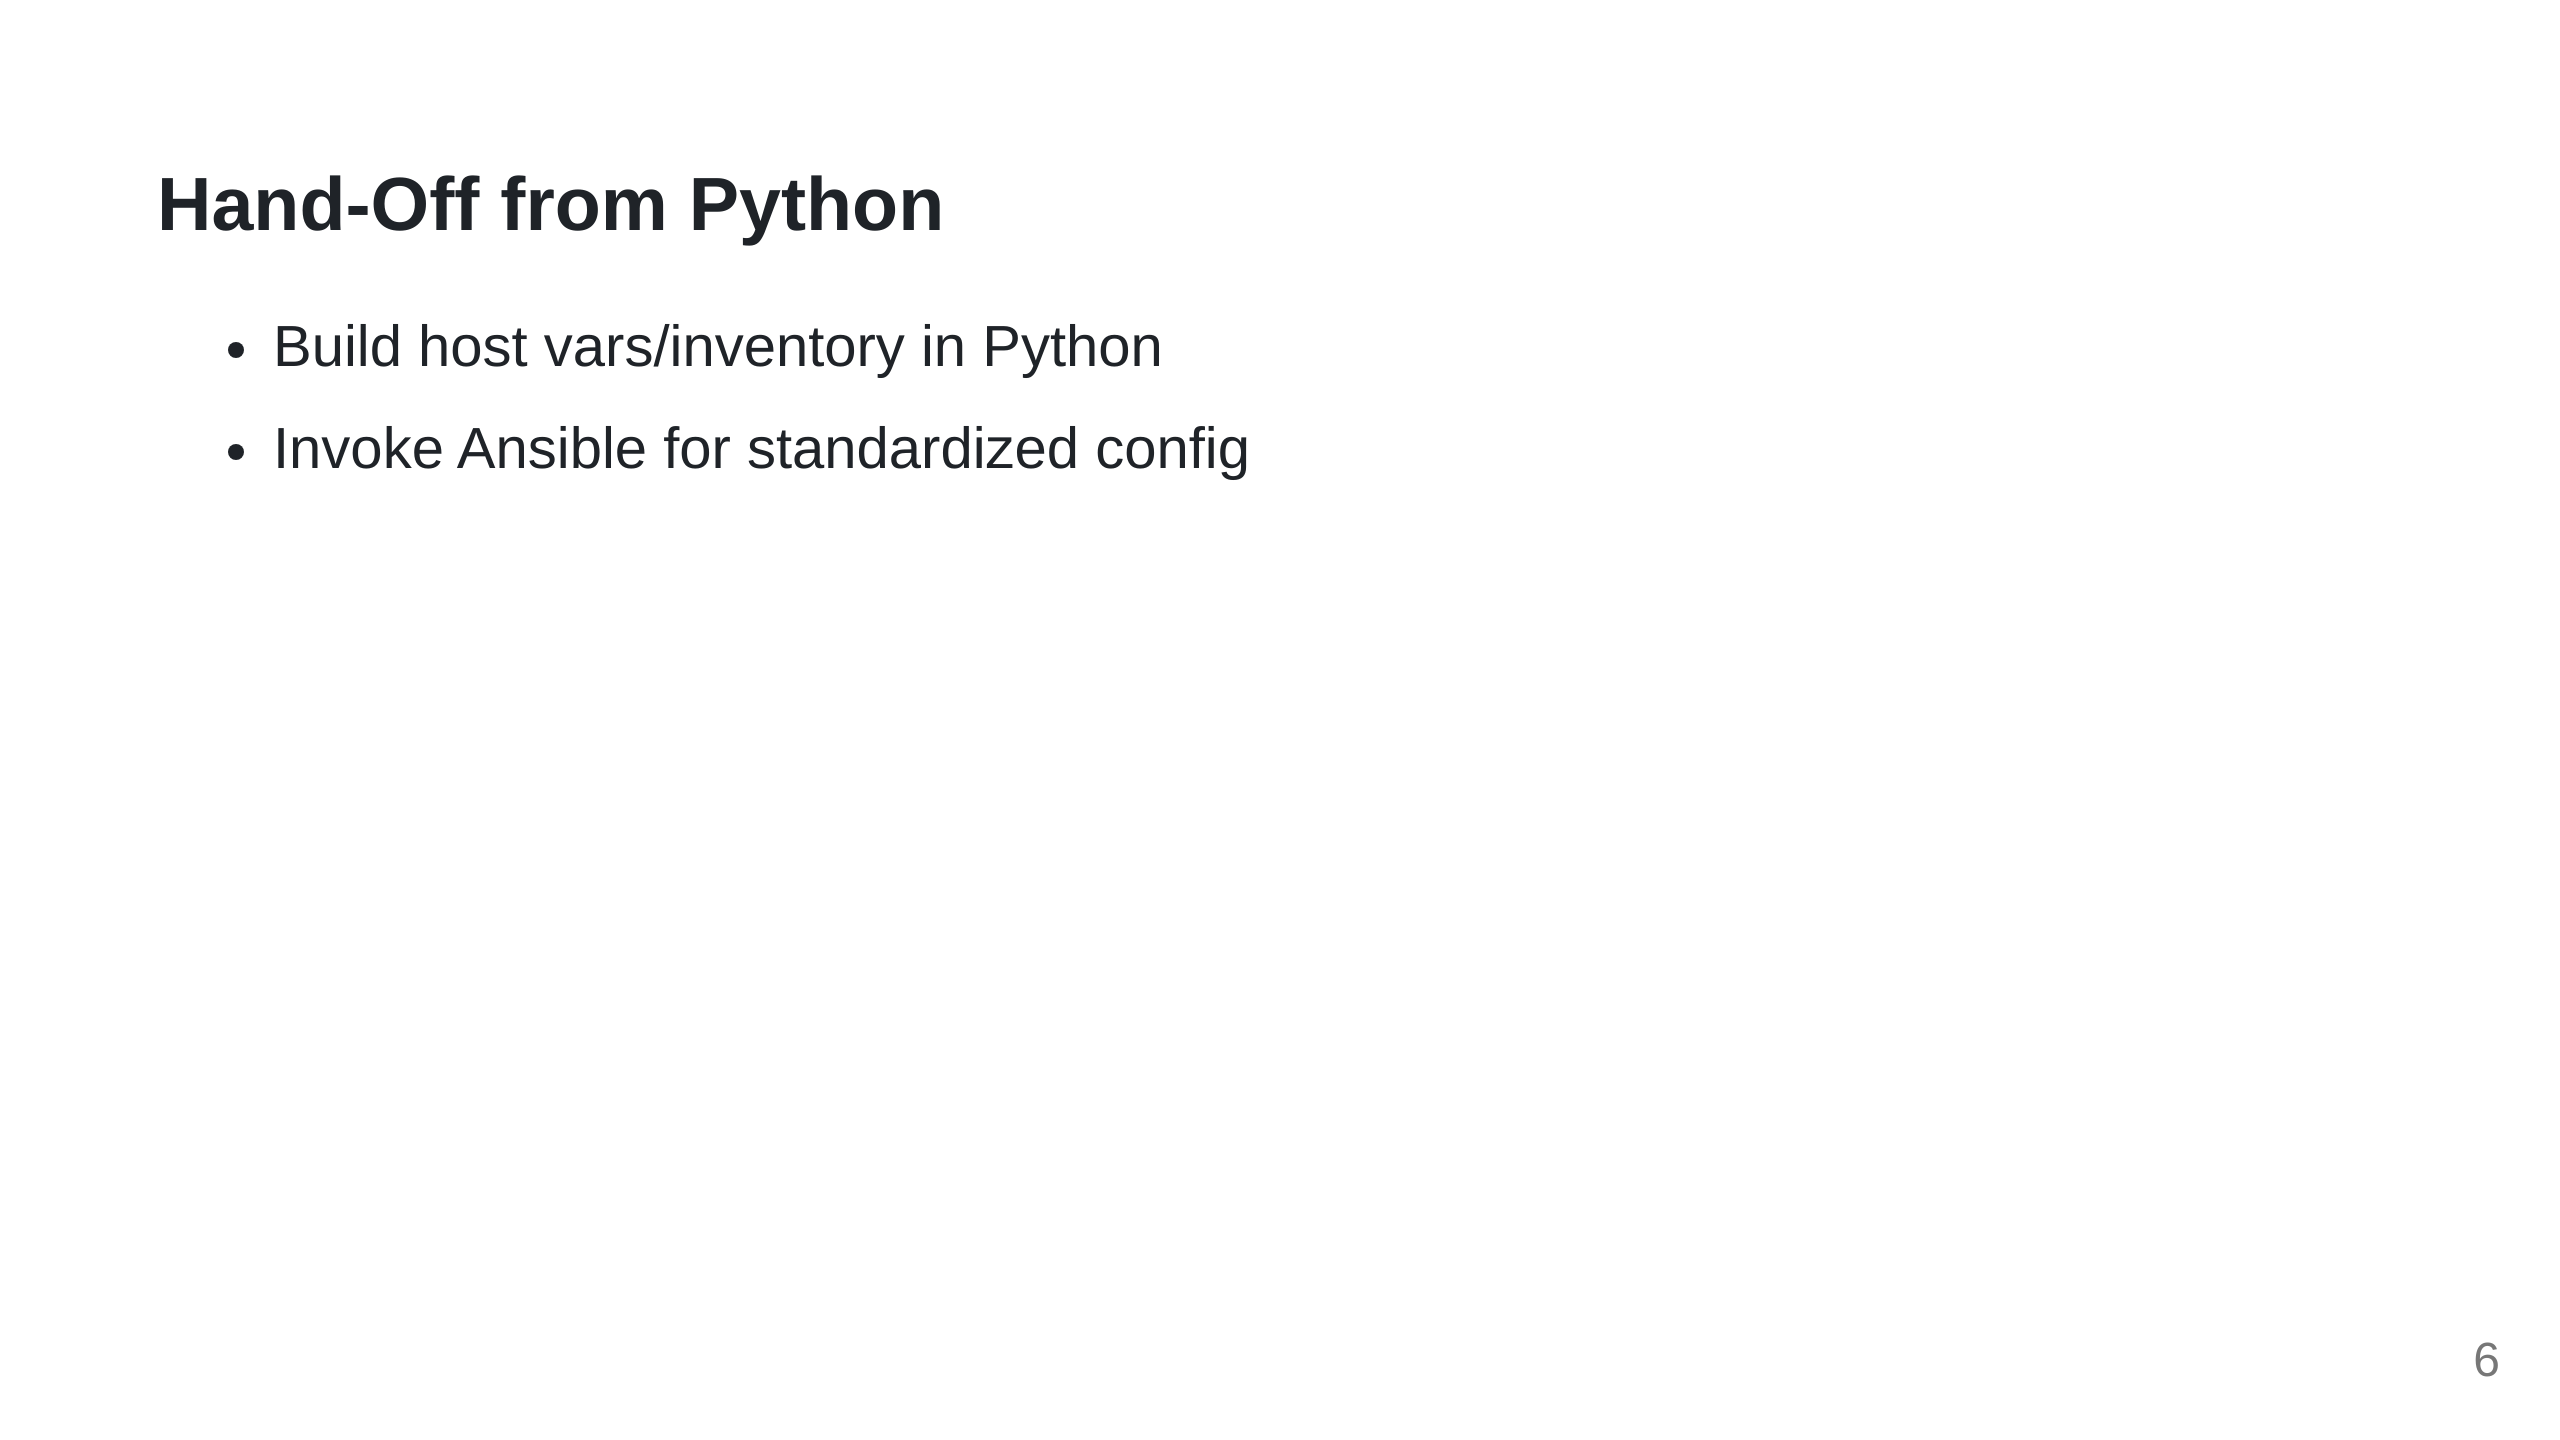 Hand-Off from Python
• Build host vars/inventory in Python
• Invoke Ansible for standardized config
6